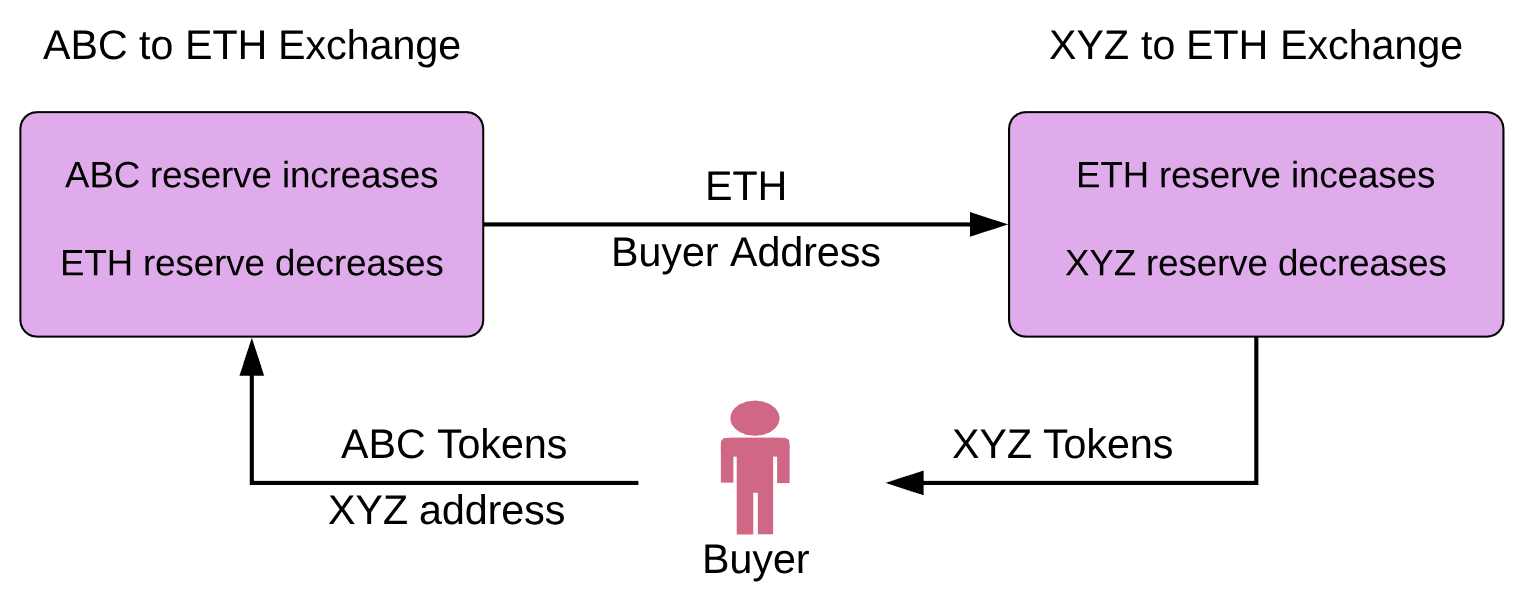 ABC to ETH Exchange
XYZ to ETH Exchange
ABC reserve increases
ETH reserve decreases
ETH
Buyer Address
ETH reserve inceases
XYZ reserve decreases
ABC Tokens
XYZ address
XYZ Tokens
Buyer